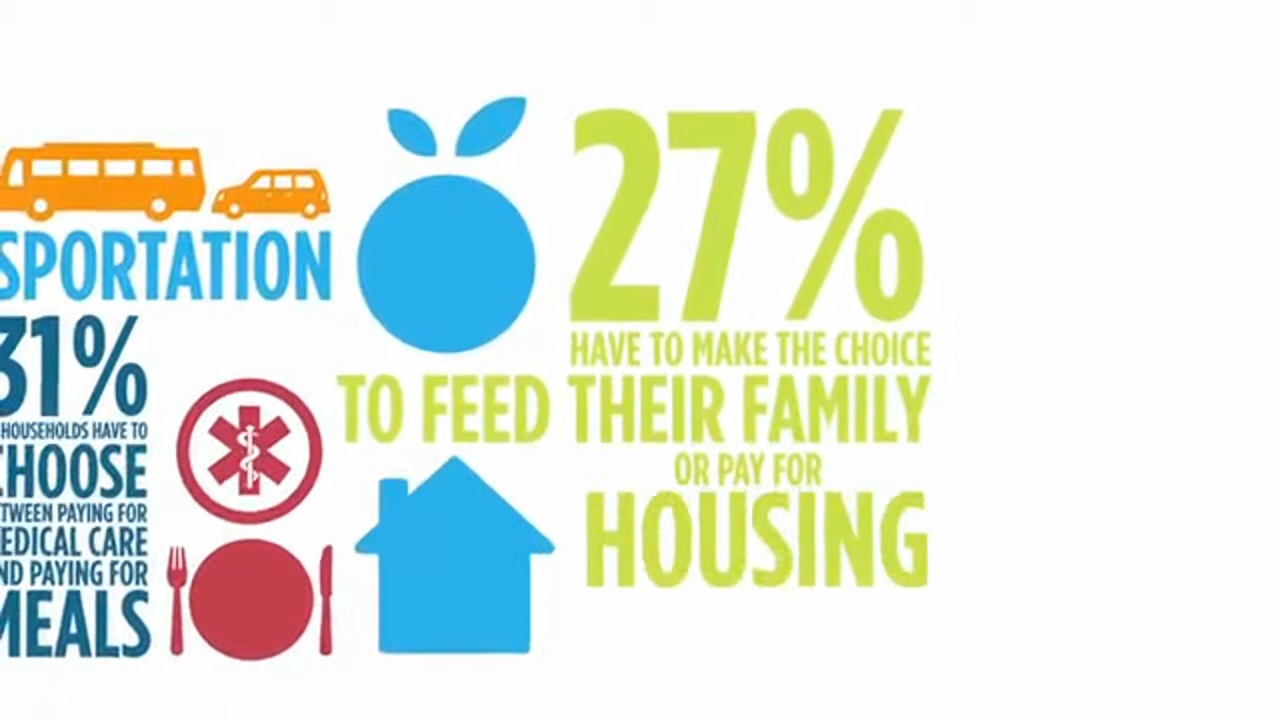 SPORTATION
31%
HOUSEHOLDS HAVE TO
CHOOSE
TWEEN PAYING FOR
EDICAL CARE
ND PAYING FOR
MEALS
27%
HAVE TO MAKE THE CHOICE
TO FEED THEIR FAMILY
OR PAY FOR
HOUSING